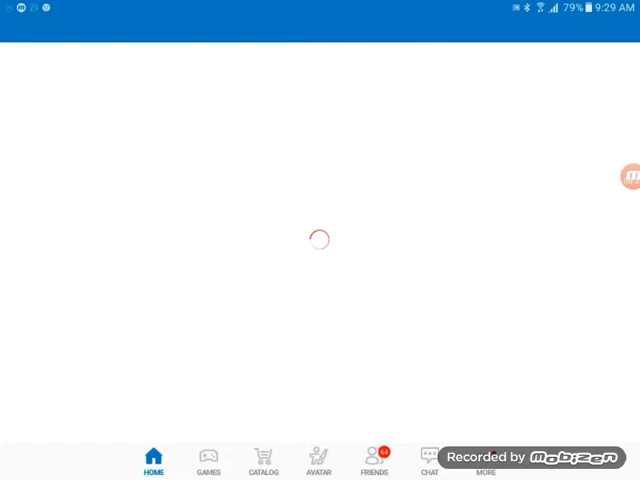 79% 9:29 AM
HOME GAMES CATALOG AVATAR FRIENDS 64 CHAT MORE
Recorded by mobizen